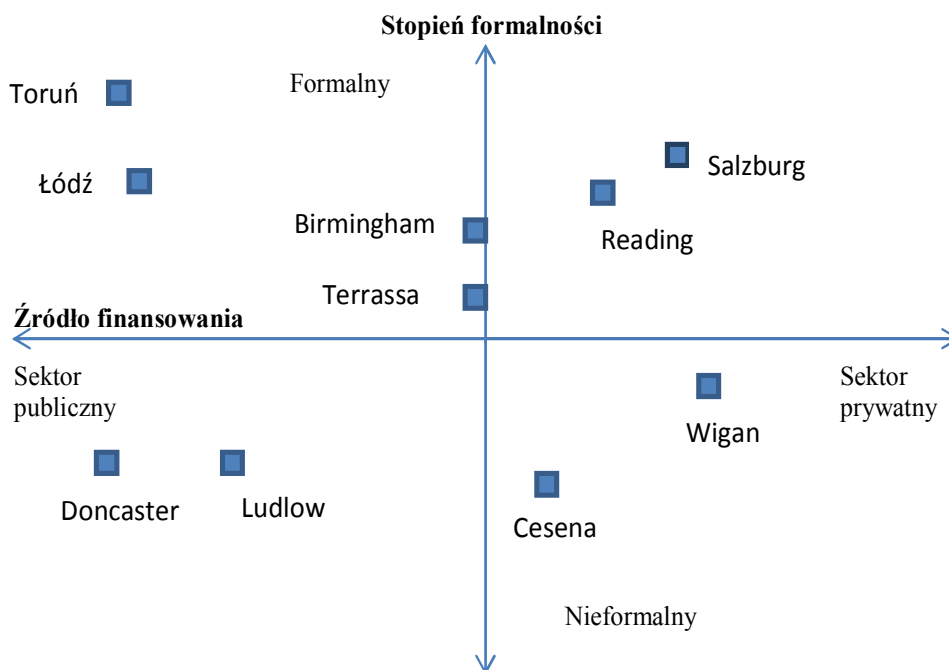 Stopień formalności
Formalny
Toruń
Łódź
Salzburg
Birmingham
Reading
Terrassa
Źródło finansowania
Sektor
publiczny
Sektor
prywatny
Wigan
Doncaster
Ludlow
Cesena
Nieformalny